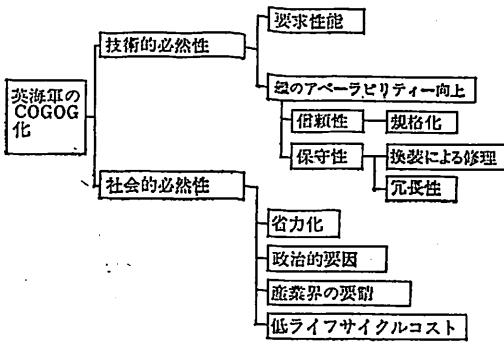 英海軍の
COGOG
化
技術的必然性
要求性能
のアベーラビリティー向上
信頼性
規格化
保守性
換装による修理
冗長性
社会的必然性
省力化
政治的要因
産業界の要請
低ライフサイクルコスト